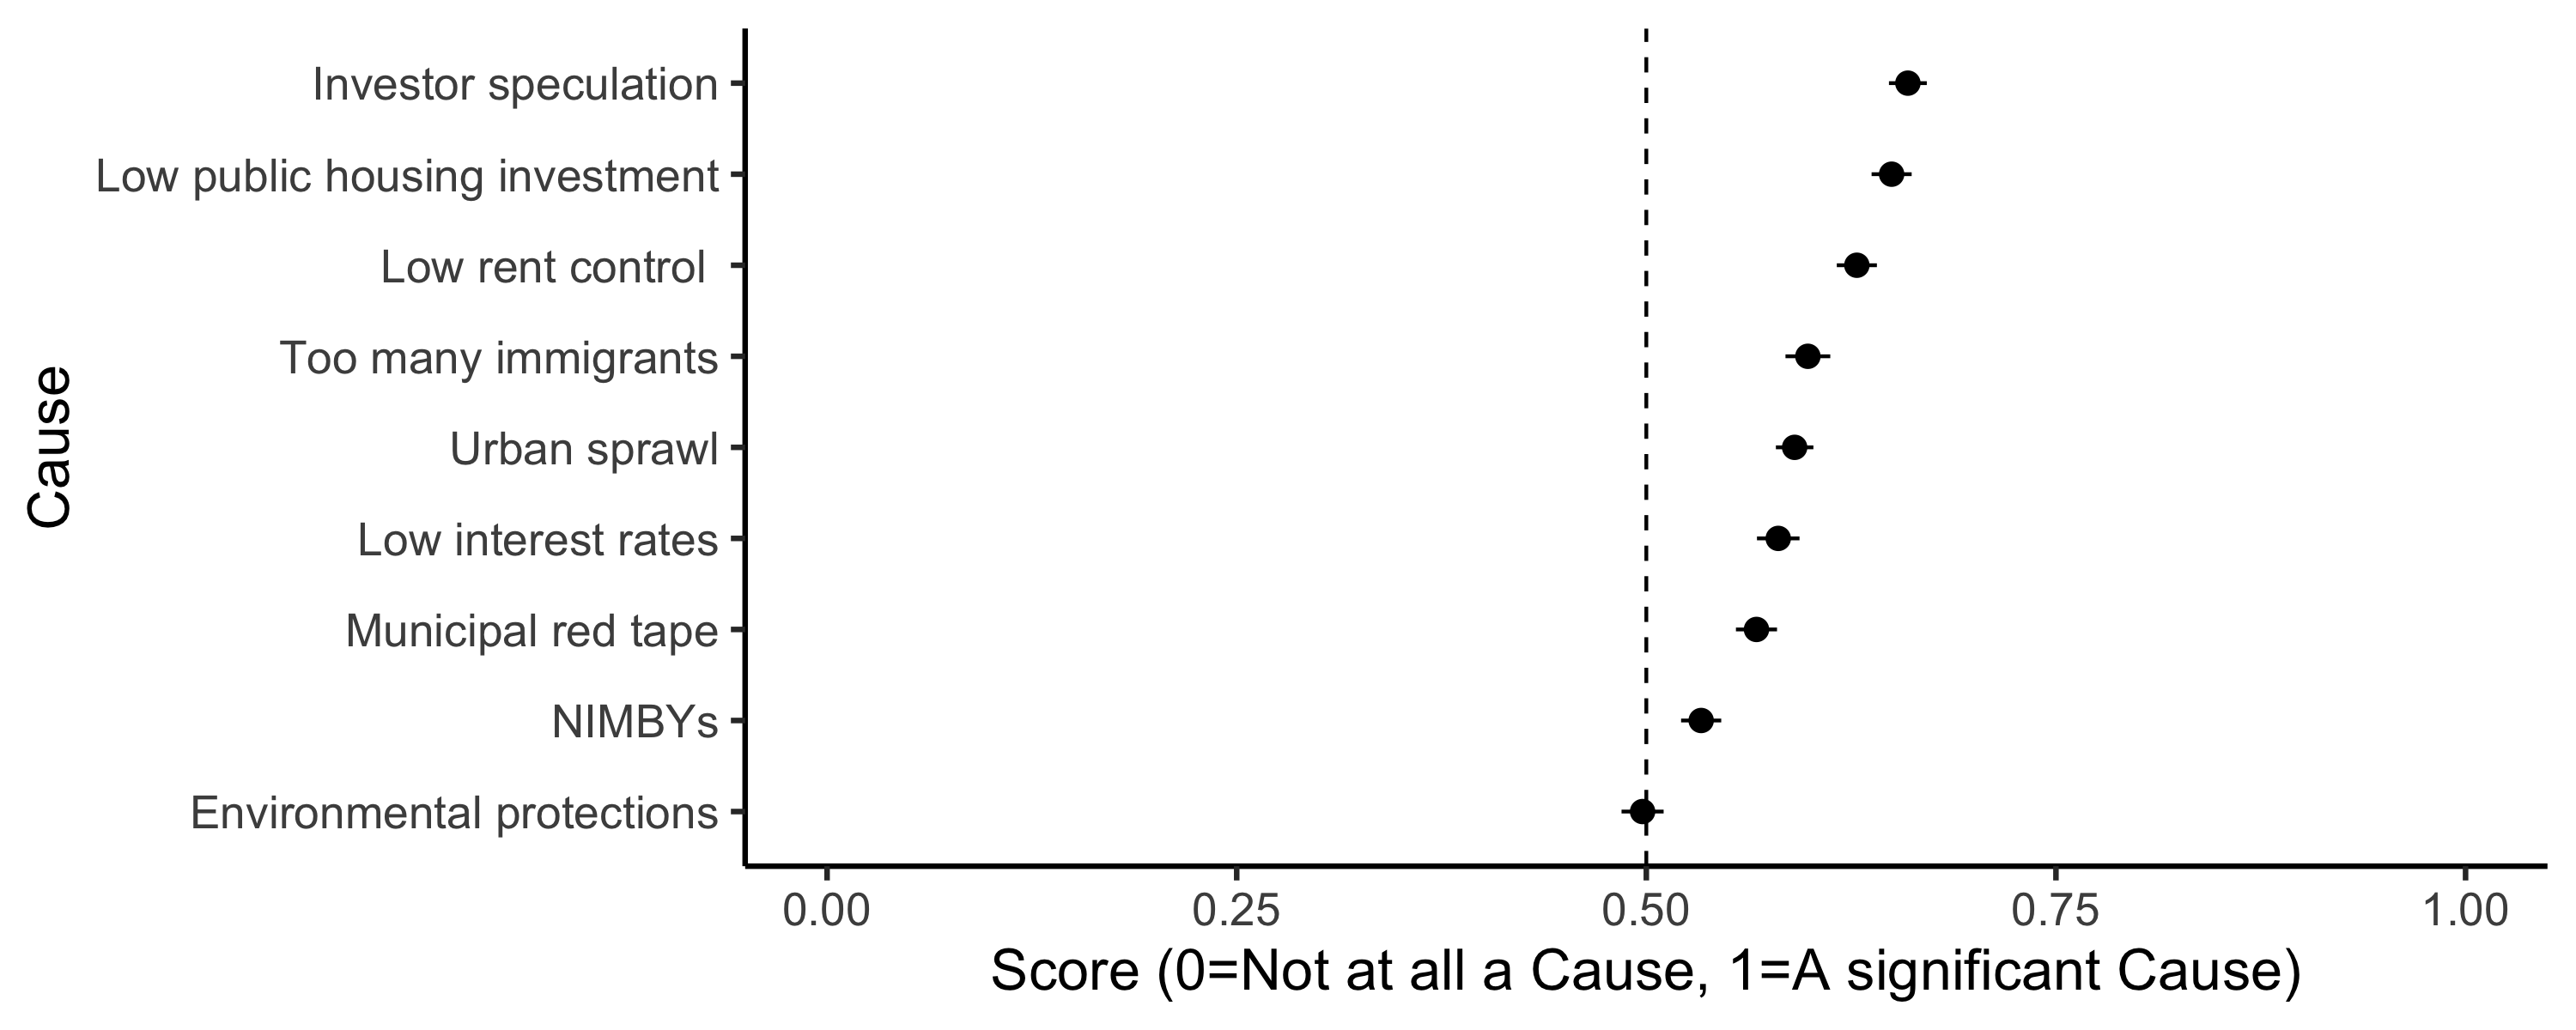 Investor speculation
Low public housing investment
Low rent control
Too many immigrants
Urban sprawl
Low interest rates
Municipal red tape
NIMBYs
Environmental protections
Cause
0.00 0.25 0.50 0.75 1.00
Score (0=Not at all a Cause, 1=A significant Cause)